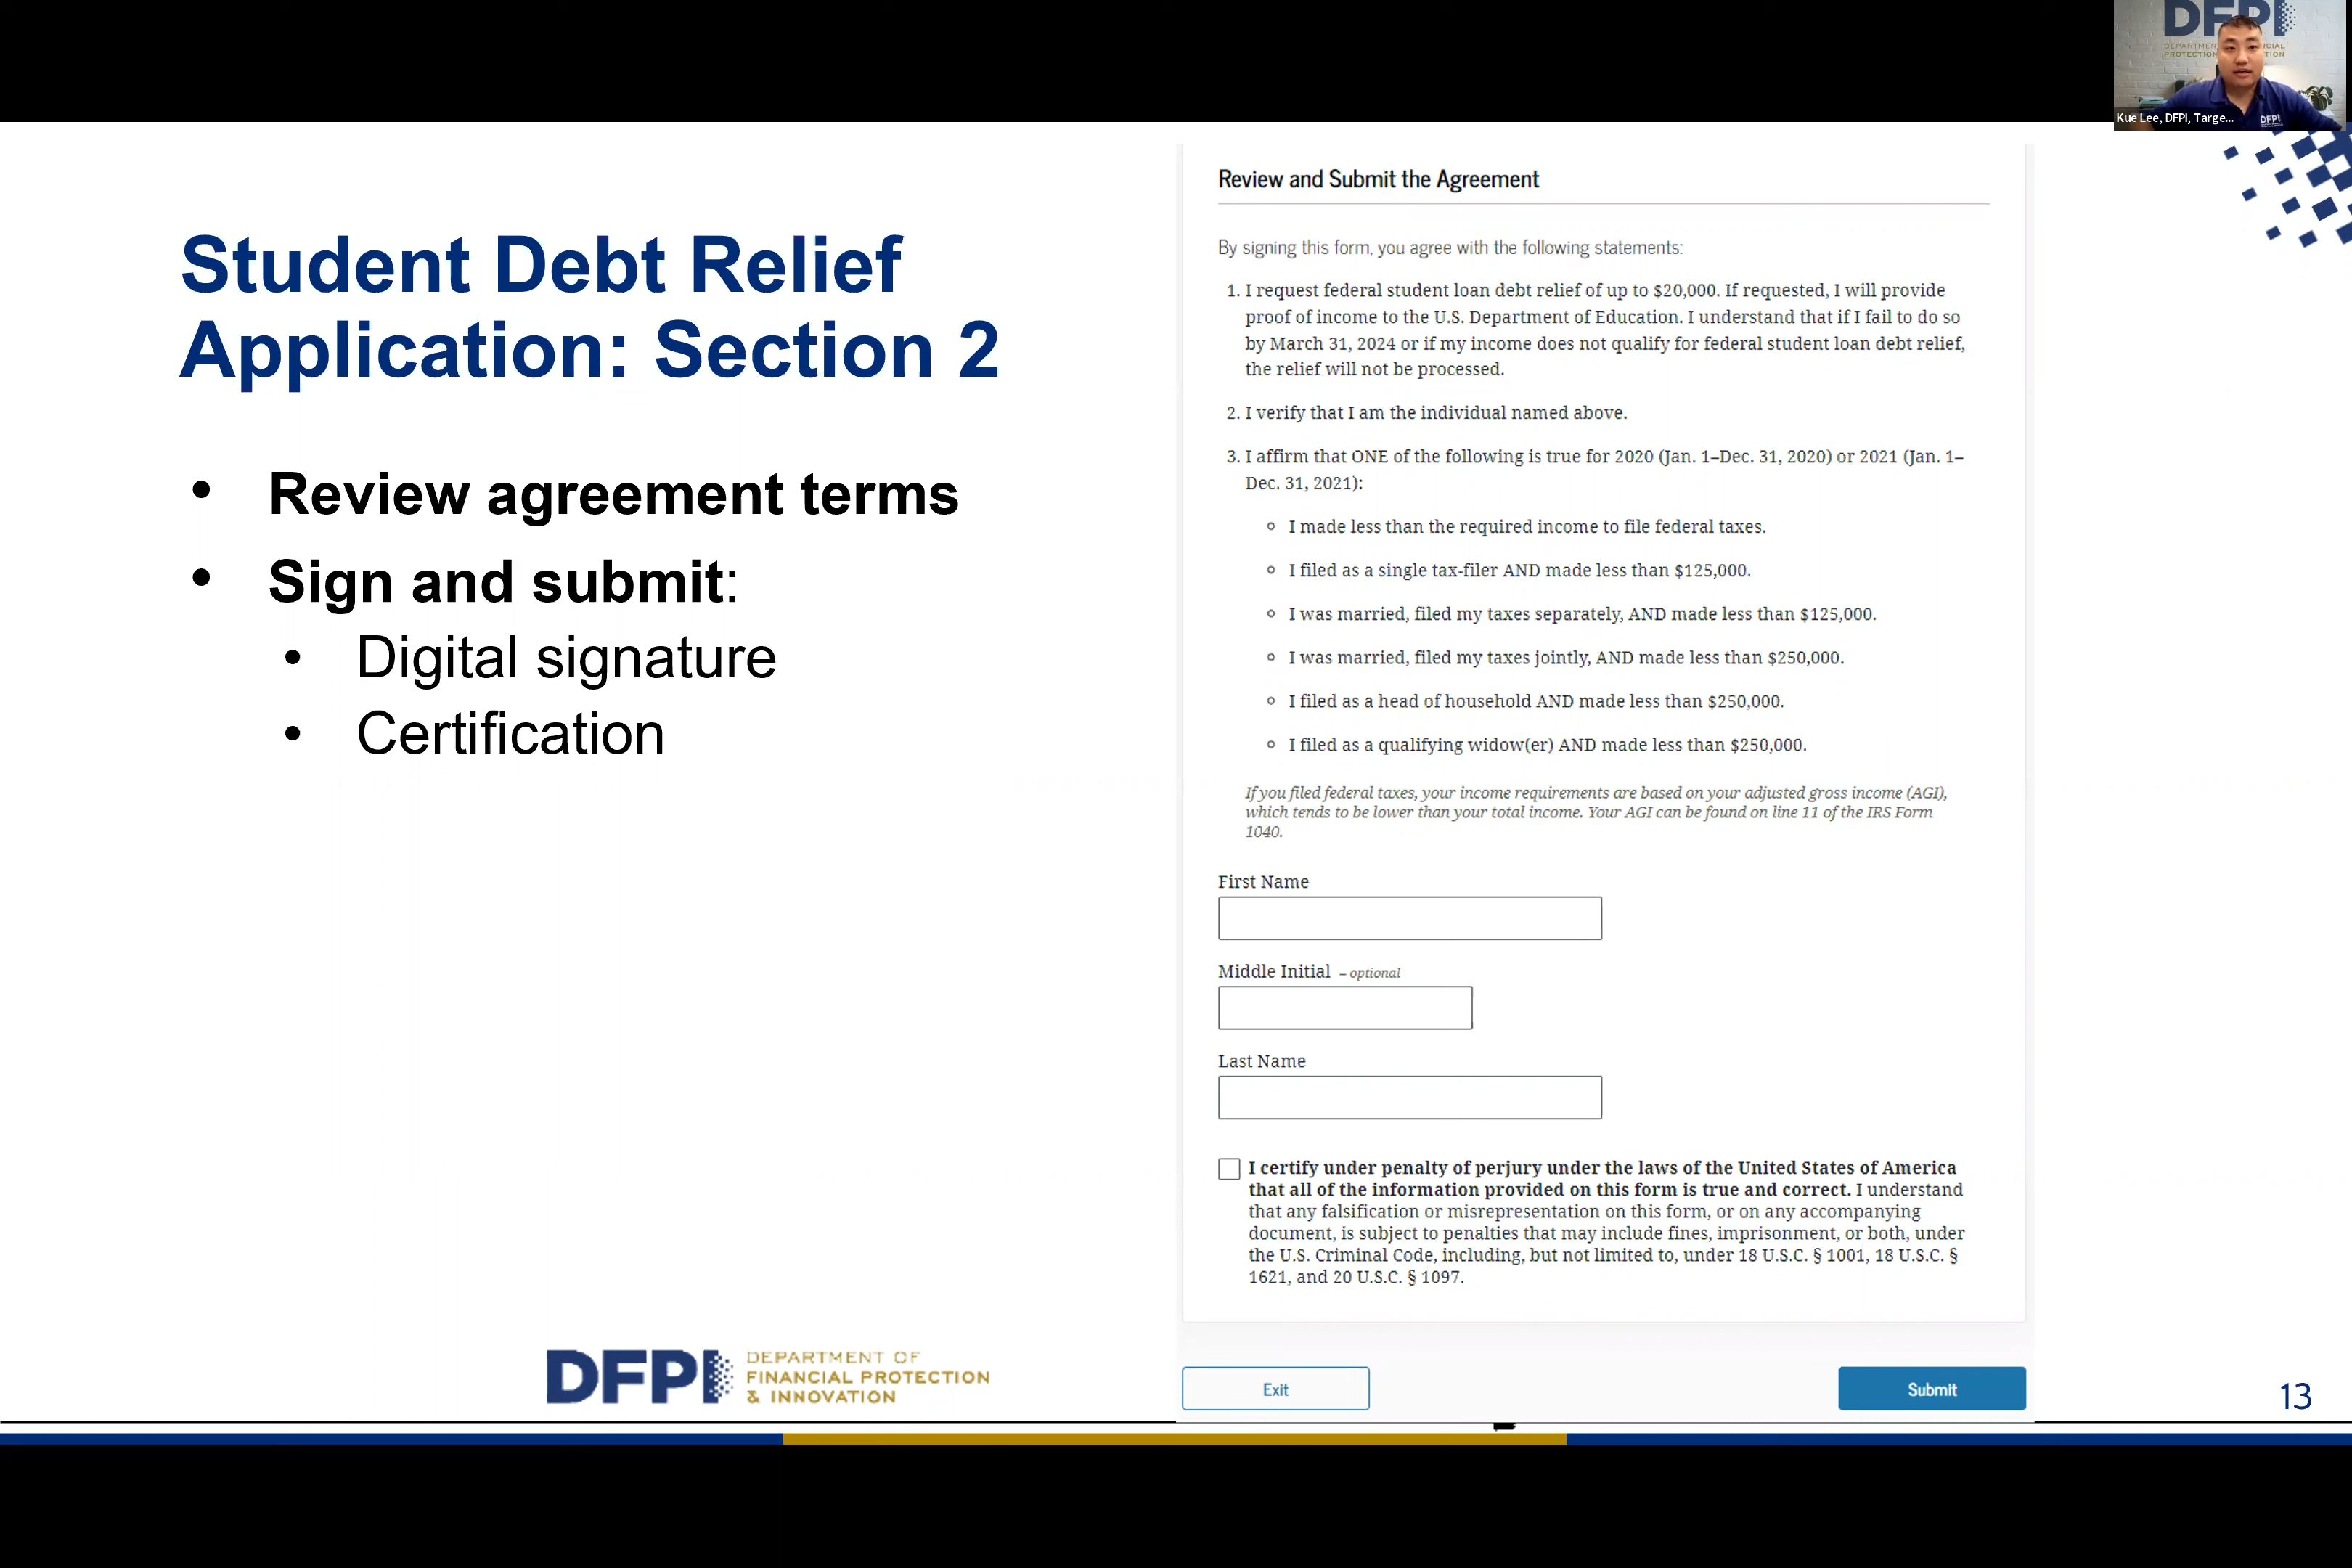 DFPI
Kue Lee, DFPI, Targe...
DFPI
Student Debt Relief
Application: Section 2
• Review agreement terms
• Sign and submit:
• Digital signature
• Certification
Review and Submit the Agreement
By signing this form, you agree with the following statements:
1. I request federal student loan debt relief of up to $20,000. If requested, I will provide
proof of income to the U.S. Department of Education. I understand that if I fail to do so
by March 31, 2024 or if my income does not qualify for federal student loan debt relief,
the relief will not be processed.
2. I verify that I am the individual named above.
3. I affirm that ONE of the following is true for 2020 (Jan. 1–Dec. 31, 2020) or 2021 (Jan. 1–
Dec. 31, 2021):
I made less than the required income to file federal taxes.
I filed as a single tax-filer AND made less than $125,000.
I was married, filed my taxes separately, AND made less than $125,000.
I was married, filed my taxes jointly, AND made less than $250,000.
I filed as a head of household AND made less than $250,000.
I filed as a qualifying widow(er) AND made less than $250,000.
If you filed federal taxes, your income requirements are based on your adjusted gross income (AGI),
which tends to be lower than your total income. Your AGI can be found on line 11 of the IRS Form
1040.
First Name
Middle Initial – optional
Last Name
I certify under penalty of perjury under the laws of the United States of America
that all of the information provided on this form is true and correct. I understand
that any falsification or misrepresentation on this form, or on any accompanying
document, is subject to penalties that may include fines, imprisonment, or both, under
the U.S. Criminal Code, including, but not limited to, under 18 U.S.C. § 1001, 18 U.S.C. §
1621, and 20 U.S.C. § 1097.
Exit
Submit
DFPI
DEPARTMENT OF
FINANCIAL PROTECTION
& INNOVATION
13